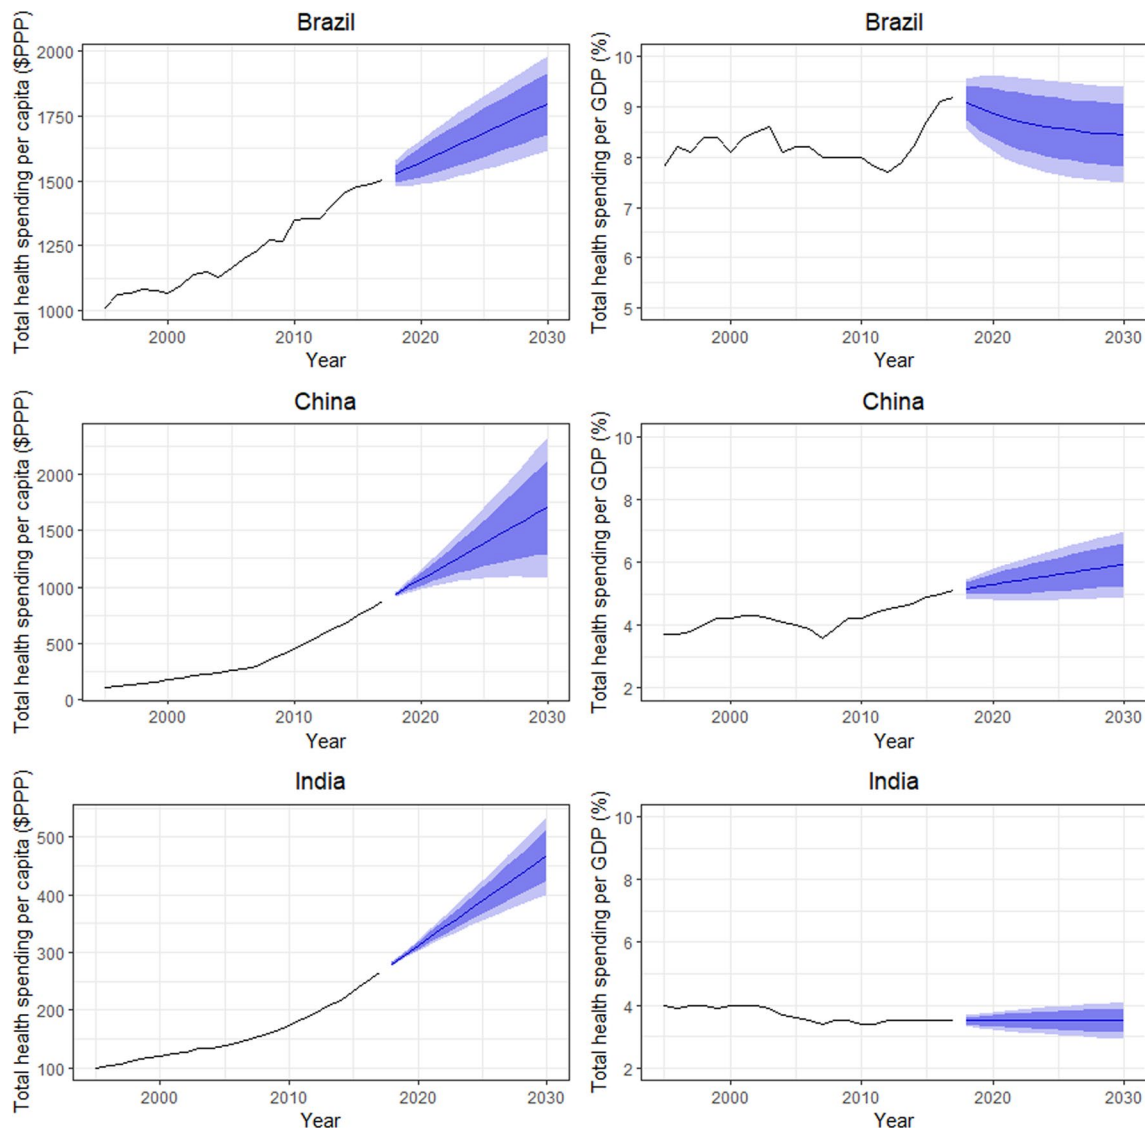 Brazil
Total health spending per capita ($PPP)
2000
1750
1500
1250
1000
2000 2010 2020 2030
Year
Brazil
Total health spending per GDP (%)
10
9
8
7
6
5
2000 2010 2020 2030
Year
China
Total health spending per capita ($PPP)
2000
1500
1000
500
0
2000 2010 2020 2030
Year
China
Total health spending per GDP (%)
10
8
6
4
2
2000 2010 2020 2030
Year
India
Total health spending per capita ($PPP)
500
400
300
200
100
2000 2010 2020 2030
Year
India
Total health spending per GDP (%)
10
8
6
4
2
2000 2010 2020 2030
Year